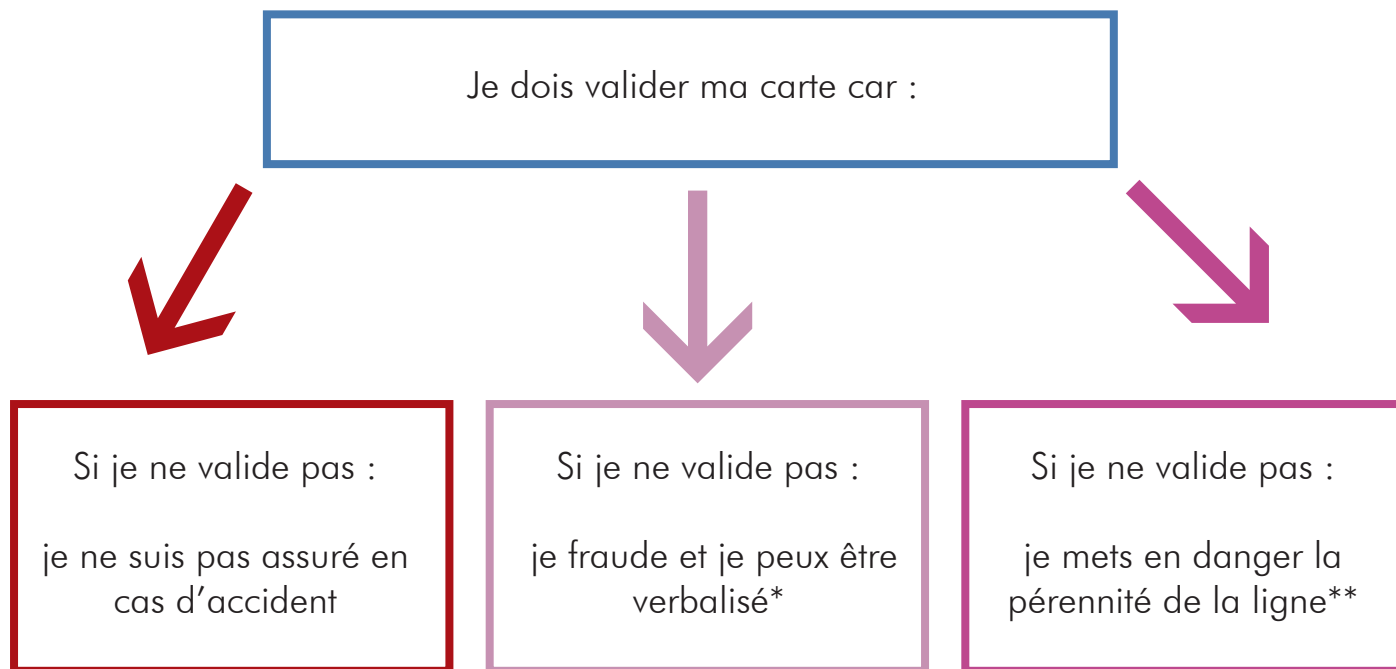 Je dois valider ma carte car :
Si je ne valide pas :
je ne suis pas assuré en
cas d’accident
Si je ne valide pas :
je fraude et je peux être
verbalisé*
Si je ne valide pas :
je mets en danger la
pérennité de la ligne**